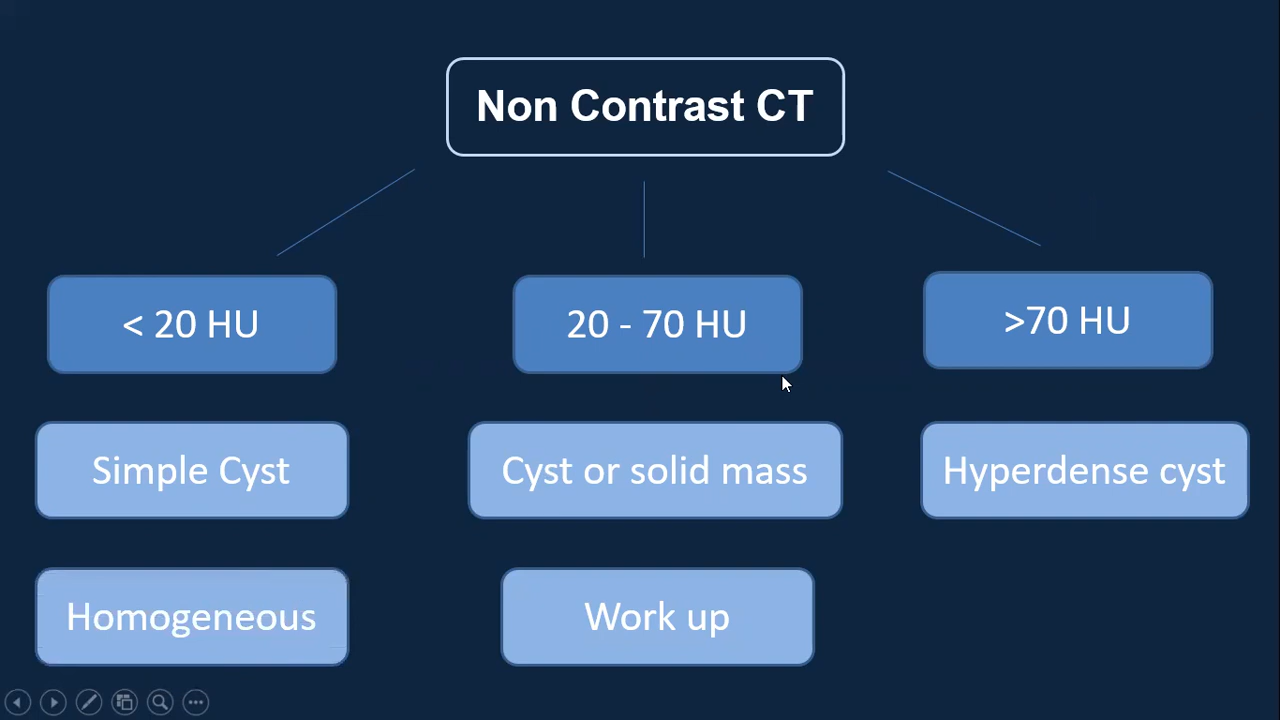 Non Contrast CT
< 20 HU
20 - 70 HU
>70 HU
Simple Cyst
Cyst or solid mass
Hyperdense cyst
Homogeneous
Work up